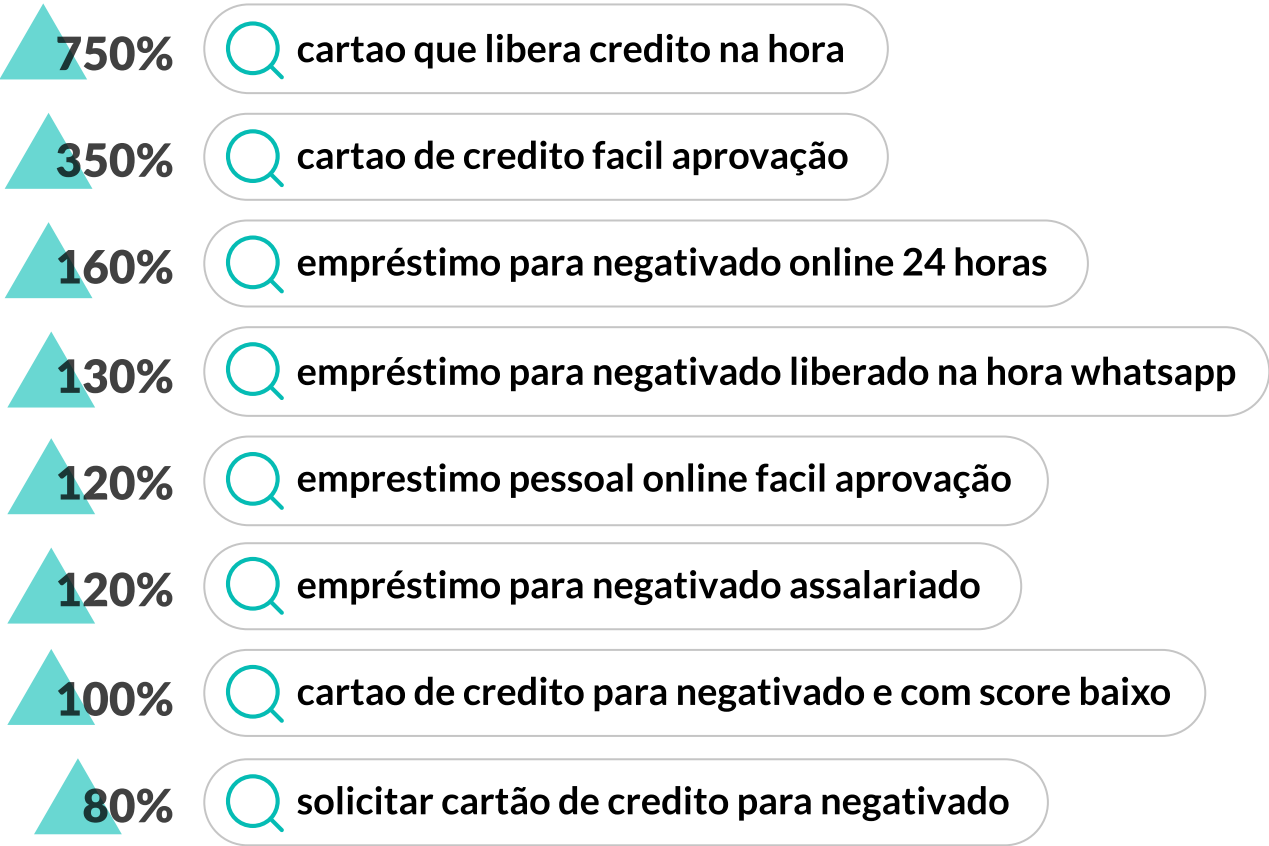 750% cartao que libera credito na hora
350% cartao de credito facil aprovação
160% empréstimo para negativado online 24 horas
130% empréstimo para negativado liberado na hora whatsapp
120% emprestimo pessoal online facil aprovação
120% empréstimo para negativado assalariado
100% cartao de credito para negativado e com score baixo
80% solicitar cartão de credito para negativado